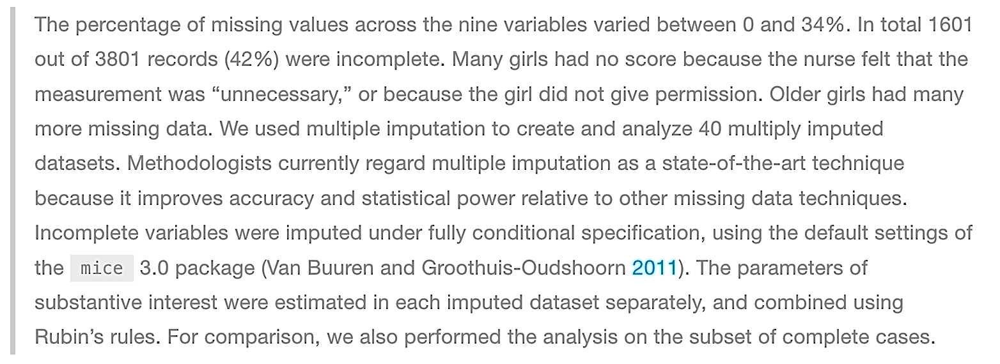 The percentage of missing values across the nine variables varied between 0 and 34%. In total 1601
out of 3801 records (42%) were incomplete. Many girls had no score because the nurse felt that the
measurement was “unnecessary,” or because the girl did not give permission. Older girls had many
more missing data. We used multiple imputation to create and analyze 40 multiply imputed
datasets. Methodologists currently regard multiple imputation as a state-of-the-art technique
because it improves accuracy and statistical power relative to other missing data techniques.
Incomplete variables were imputed under fully conditional specification, using the default settings of
the mice 3.0 package (Van Buuren and Groothuis-Oudshoorn 2011). The parameters of
substantive interest were estimated in each imputed dataset separately, and combined using
Rubin’s rules. For comparison, we also performed the analysis on the subset of complete cases.